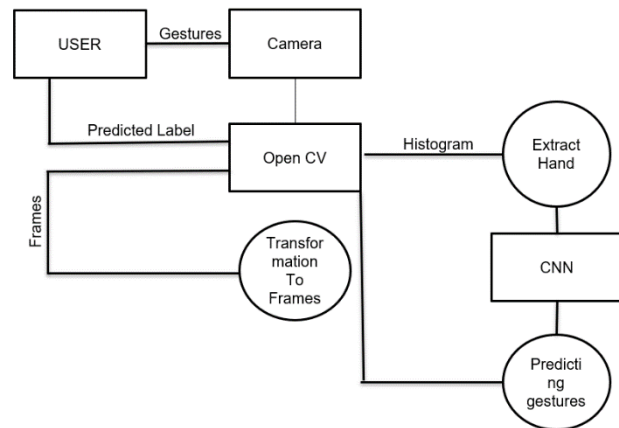 USER
Gestures
Camera
Predicted Label
Open CV
Histogram
Extract
Hand
Frames
Transfor
mation
To
Frames
CNN
Predicti
ng
gestures